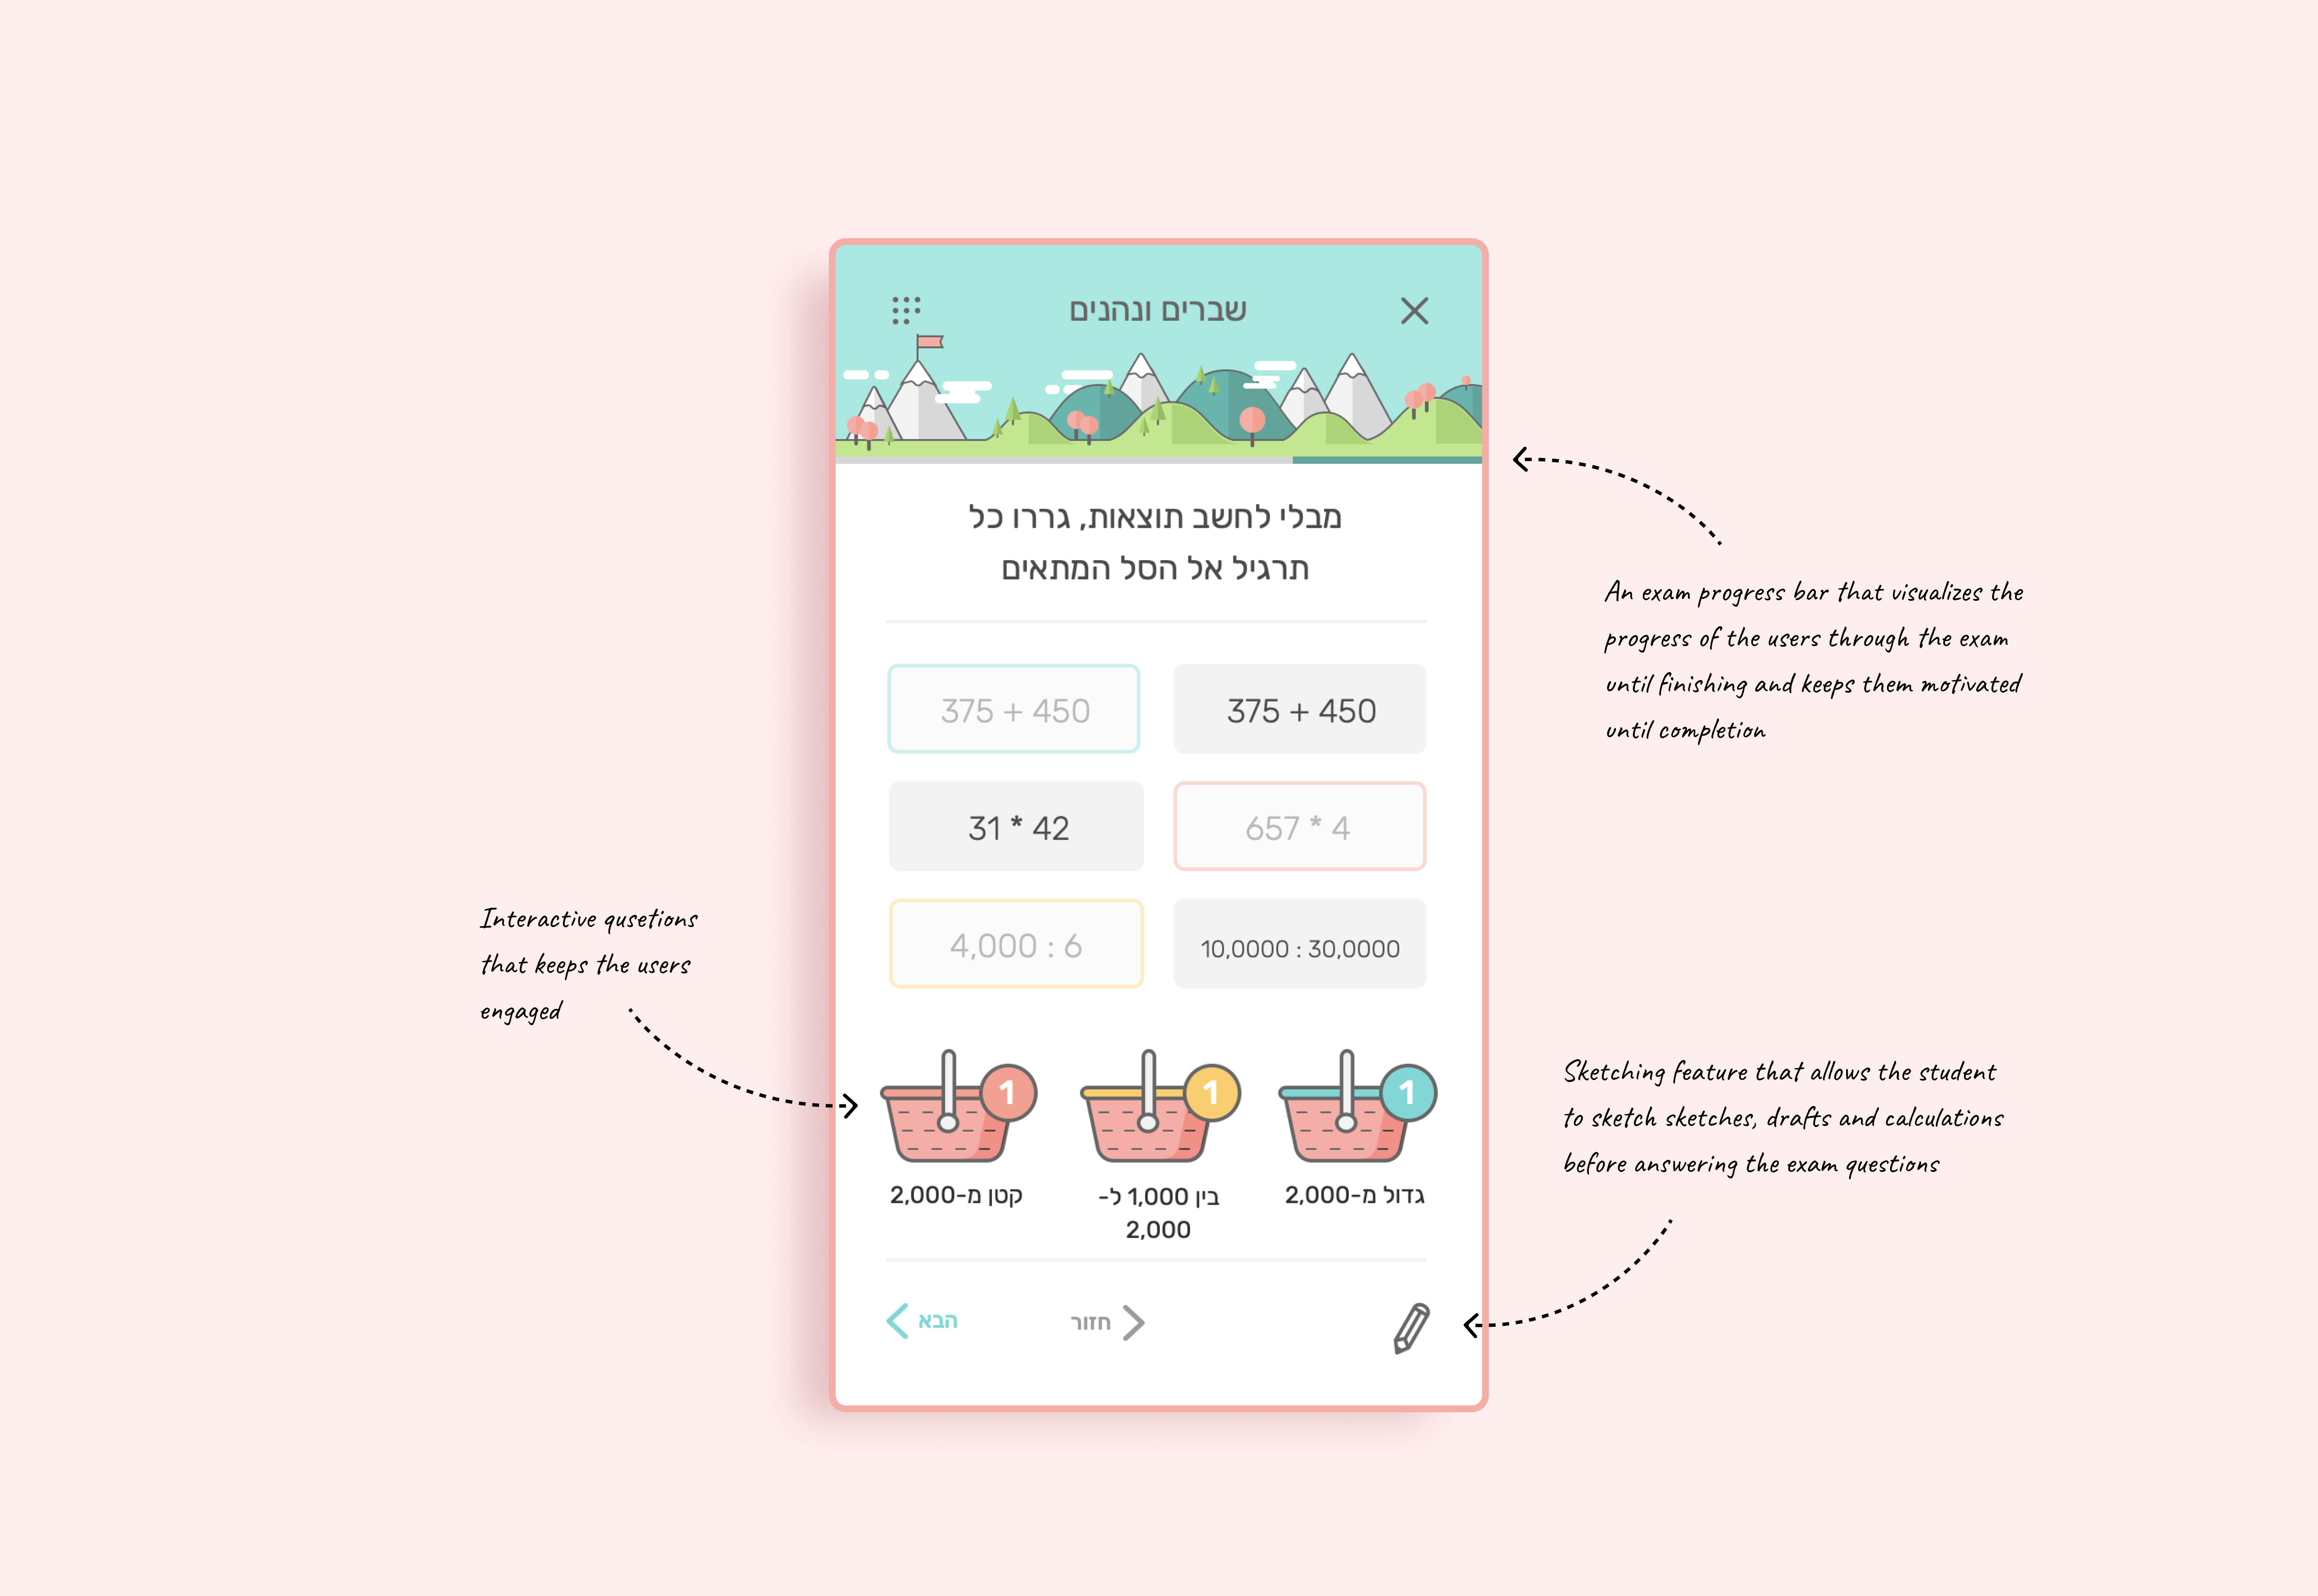 שברים ונהנים
מבלי לחשב תוצאות, גררו כל
תרגיל אל הסל המתאים
375 + 450
375 + 450
657 * 4
31 * 42
10,0000 : 30,0000
4,000 : 6
1
1
1
גדול מ-2,000
בין 1,000 ל-
2,000
קטן מ-2,000
חזור
הבא
An exam progress bar that visualizes the
progress of the users through the exam
until finishing and keeps them motivated
until completion
Interactive qusetions
that keeps the users
engaged
Sketching feature that allows the student
to sketch sketches, drafts and calculations
before answering the exam questions